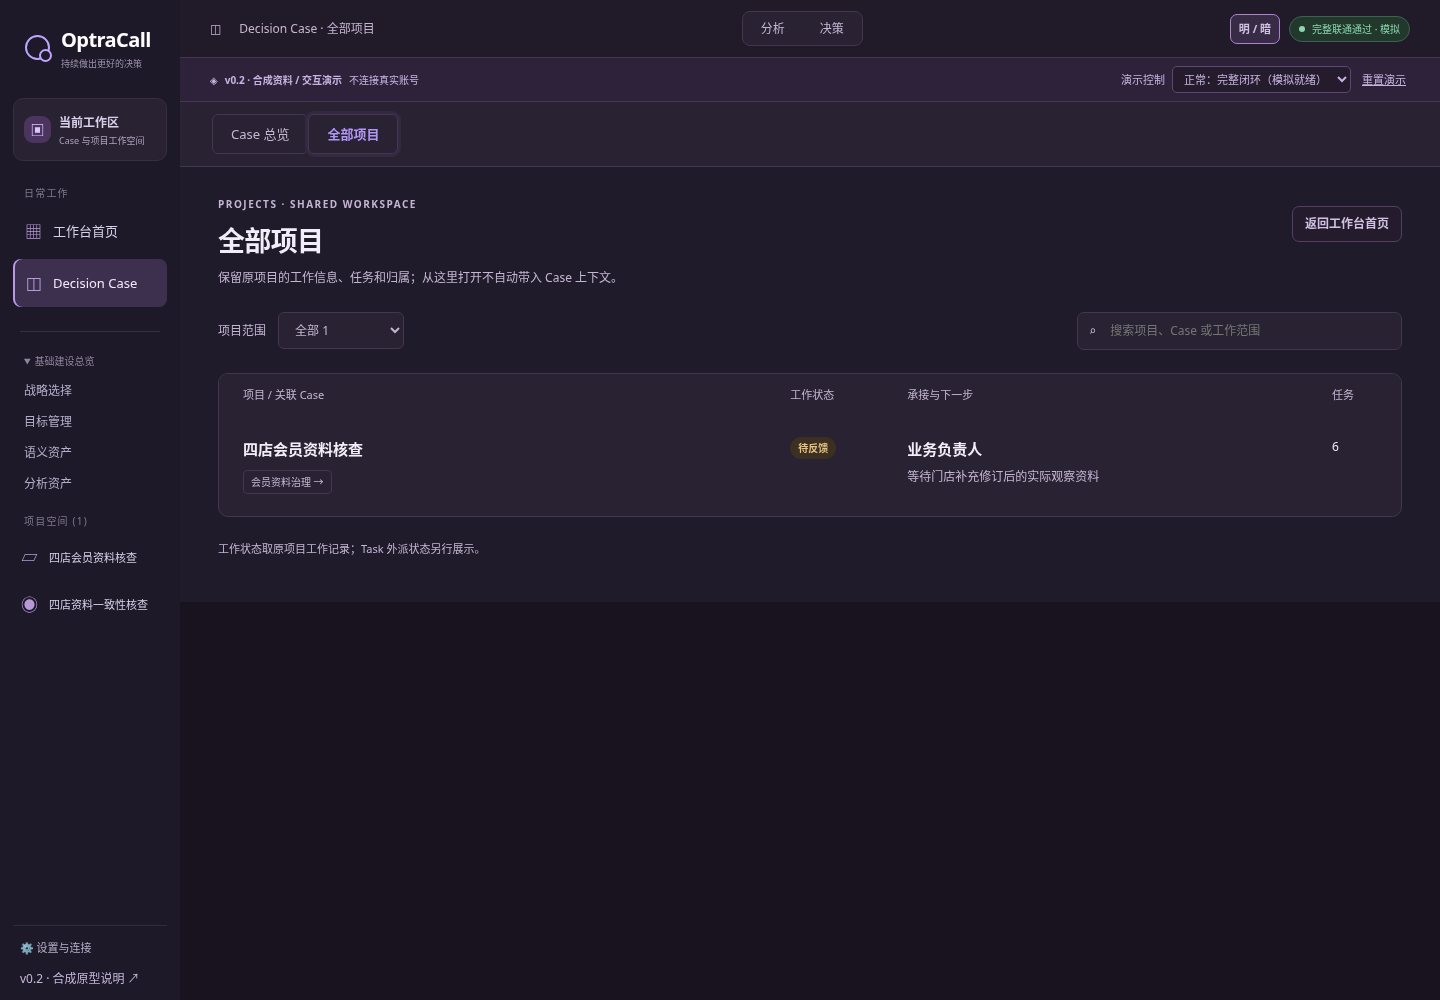 OptraCall
持续做出更好的决策
当前工作区
Case 与项目工作空间
日常工作
工作台首页
Decision Case
▼ 基础建设总览
战略选择
目标管理
语义资产
分析资产
项目空间 (1)
四店会员资料核查
四店资料一致性核查
设置与连接
v0.2 · 合成原型说明 ↗
Decision Case · 全部项目
分析
决策
明 / 暗
完整联通通过 · 模拟
v0.2 · 合成资料 / 交互演示 不连接真实账号
演示控制
正常：完整闭环（模拟就绪）
重置演示
Case 总览
全部项目
PROJECTS · SHARED WORKSPACE
全部项目
保留原项目的工作信息、任务和归属；从这里打开不自动带入 Case 上下文。
返回工作台首页
项目范围
全部 1
搜索项目、Case 或工作范围
项目 / 关联 Case
工作状态
承接与下一步
任务
四店会员资料核查
会员资料治理 →
待反馈
业务负责人
等待门店补充修订后的实际观察资料
6
工作状态取原项目工作记录；Task 外派状态另行展示。